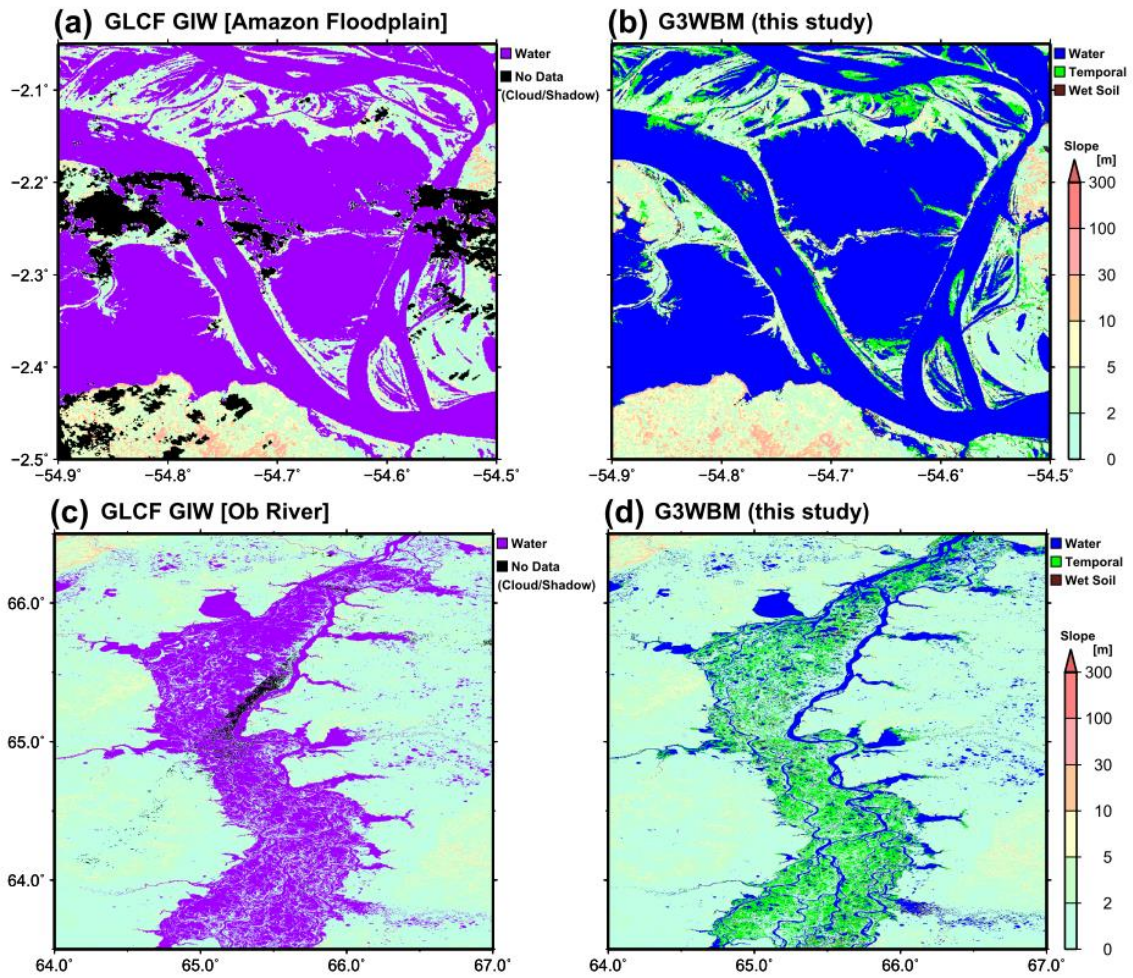 (a) GLCF GIW [Amazon Floodplain]
Water
No Data
(Cloud/Shadow)
−2.1˚
−2.2˚
−2.3˚
−2.4˚
−2.5˚
−54.9
−54.8
−54.7
−54.6
−54.5˚
(b) G3WBM (this study)
Water
Temporal
Wet Soil
Slope
[m]
300
100
30
10
5
2
0
−54.9
−54.8
−54.7
−54.6
−54.5˚
(c) GLCF GIW [Ob River]
Water
No Data
(Cloud/Shadow)
66.0˚
65.0˚
64.0˚
64.0˚
65.0˚
66.0˚
67.0˚
(d) G3WBM (this study)
Water
Temporal
Wet Soil
Slope
[m]
300
100
30
10
5
2
0
64.0˚
65.0˚
66.0˚
67.0˚